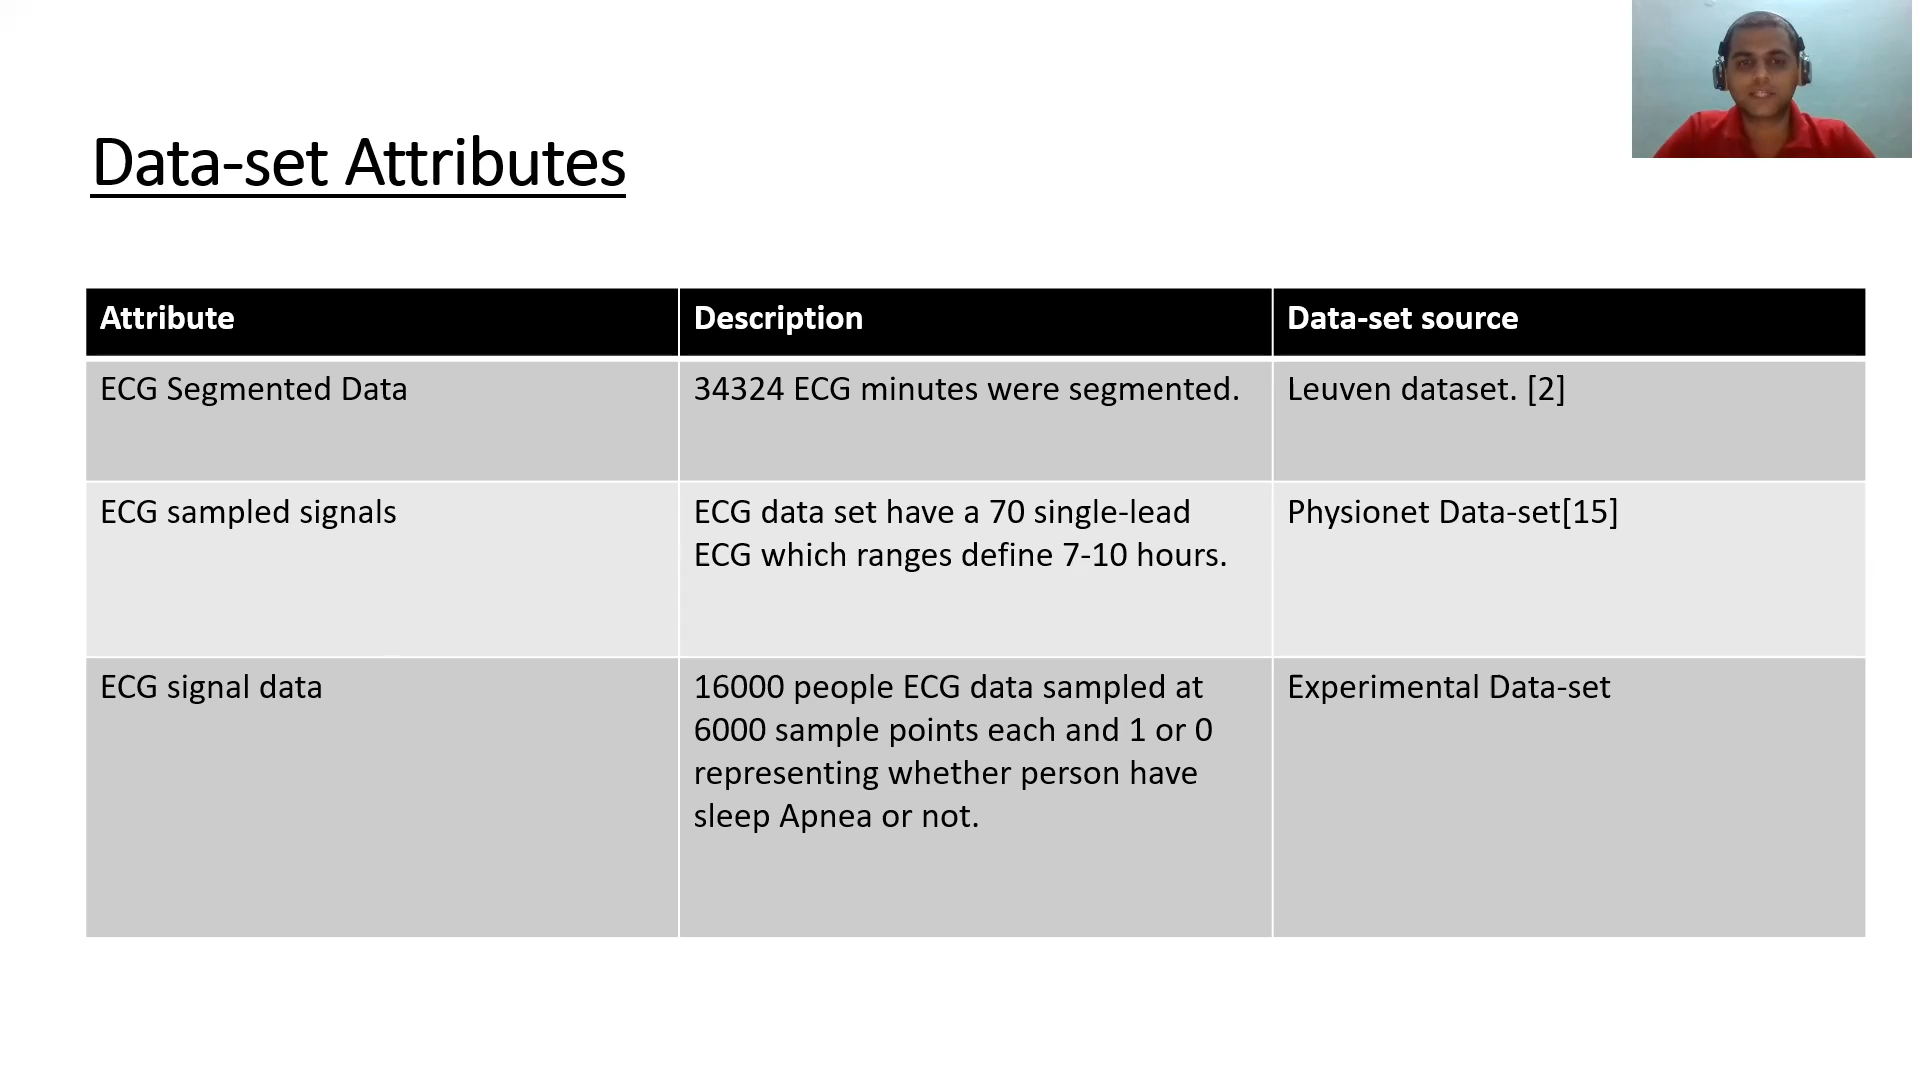 Data-set Attributes
Attribute
Description
Data-set source
ECG Segmented Data
34324 ECG minutes were segmented.
Leuven dataset. [2]
ECG sampled signals
ECG data set have a 70 single-lead
ECG which ranges define 7-10 hours.
Physionet Data-set[15]
ECG signal data
16000 people ECG data sampled at
6000 sample points each and 1 or 0
representing whether person have
sleep Apnea or not.
Experimental Data-set